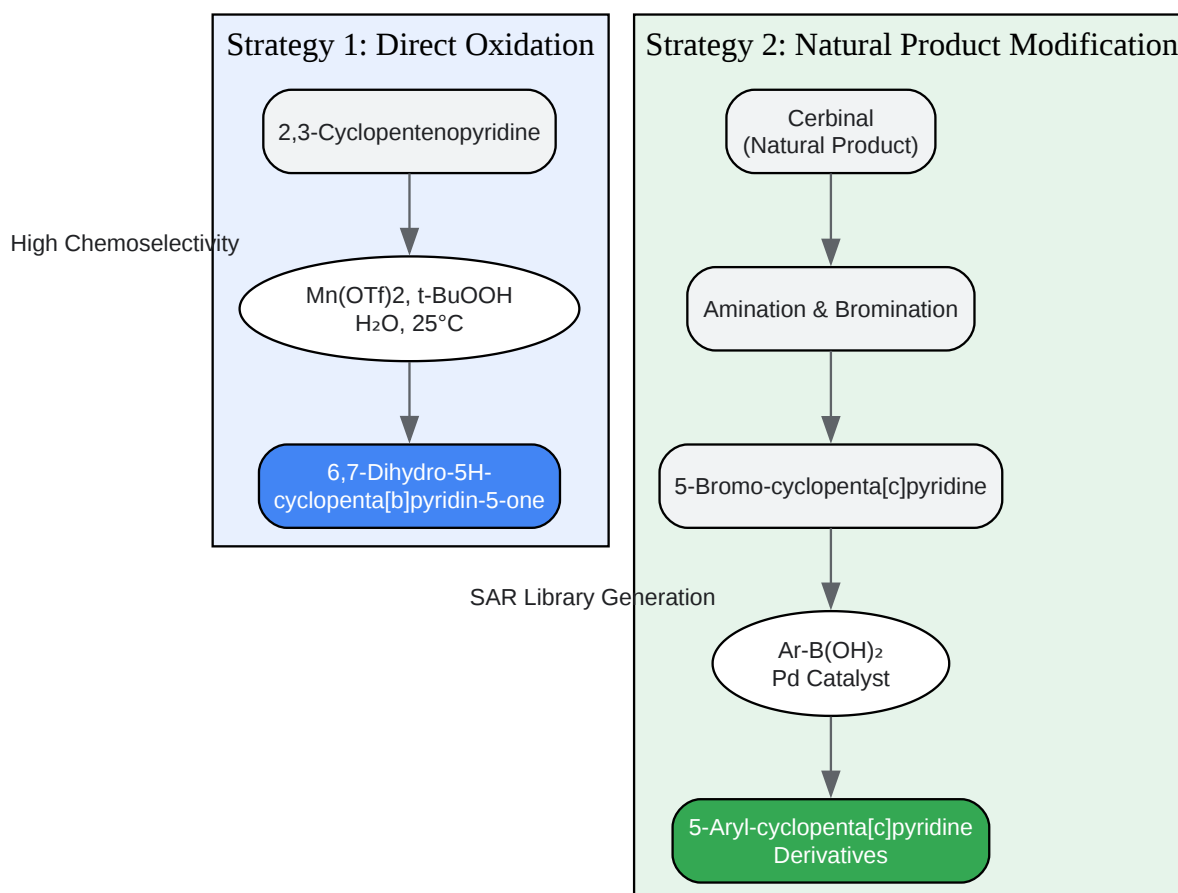 Strategy 1: Direct Oxidation
2,3-Cyclopentenopyridine
High Chemoselectivity
Mn(OTf)2, t-BuOOH
H₂O, 25°C
6,7-Dihydro-5H-
cyclopenta[b]pyridin-5-one
Strategy 2: Natural Product Modification
Cerbinal
(Natural Product)
Amination & Bromination
5-Bromo-cyclopenta[c]pyridine
SAR Library Generation
Ar-B(OH)₂
Pd Catalyst
5-Aryl-cyclopenta[c]pyridine
Derivatives